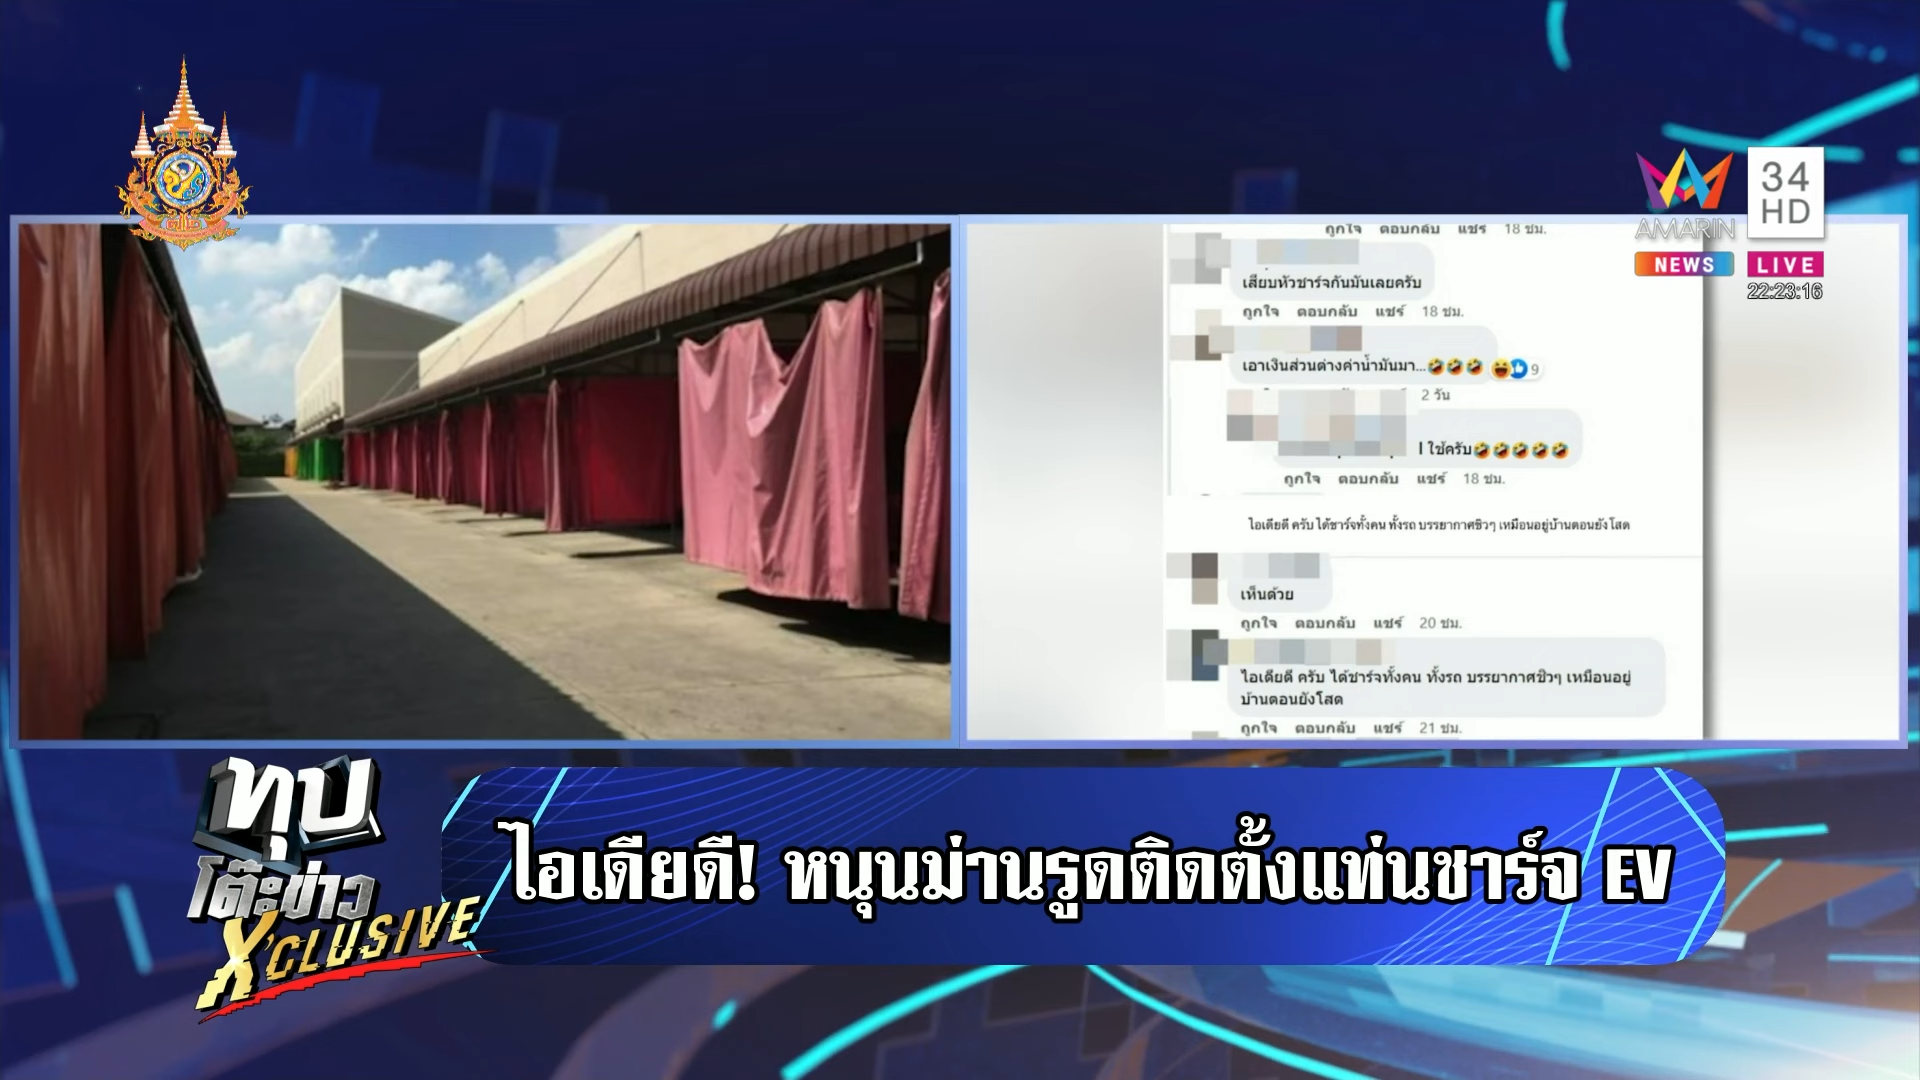 34
HD
AMARIN
NEWS
LIVE
22:23:16
ถูกใจ ตอบกลับ แชร์ 18 ชม.
เสียบหัวชาร์จกันมันเลยครับ
ถูกใจ ตอบกลับ แชร์ 18 ชม.
เอาเงินส่วนต่างค่าน้ำมันมา...🤣🤣🤣 9
2 วัน
ใช้ครับ🤣🤣🤣🤣🤣
ถูกใจ ตอบกลับ แชร์ 18 ชม.
ไอเดียดี ครับ ได้ชาร์จทั้งคน ทั้งรถ บรรยากาศชิวๆ เหมือนอยู่บ้านตอนยังโสด
เห็นด้วย
ถูกใจ ตอบกลับ แชร์ 20 ชม.
ไอเดียดี ครับ ได้ชาร์จทั้งคน ทั้งรถ บรรยากาศชิวๆ เหมือนอยู่
บ้านตอนยังโสด
ถูกใจ ตอบกลับ แชร์ 21 ชม.
ทุบ
โต๊ะข่าว
X'CLUSIVE
ไอเดียดี! หนุนม่านรูดติดตั้งแท่นชาร์จ EV